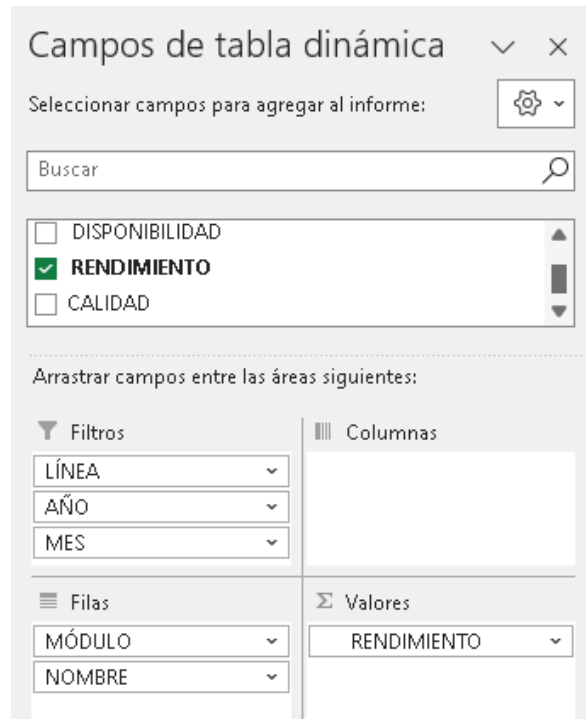 Campos de tabla dinámica
Seleccionar campos para agregar al informe:
Buscar
DISPONIBILIDAD
RENDIMIENTO
CALIDAD
Arrastrar campos entre las áreas siguientes:
Filtros
LÍNEA
AÑO
MES
Columnas
Filas
MÓDULO
NOMBRE
Σ Valores
RENDIMIENTO